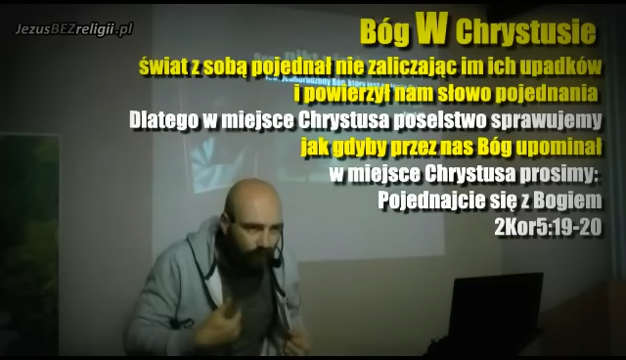 JezusBEZreligii.pl
Bóg W Chrystusie
świat z sobą pojednał nie zaliczając im ich upadków
i powierzył nam słowo pojednania
Dlatego w miejsce Chrystusa poselstwo sprawujemy
jak gdyby przez nas Bóg upominał
w miejsce Chrystusa prosimy:
Pojednajcie się z Bogiem
2Kor5:19-20